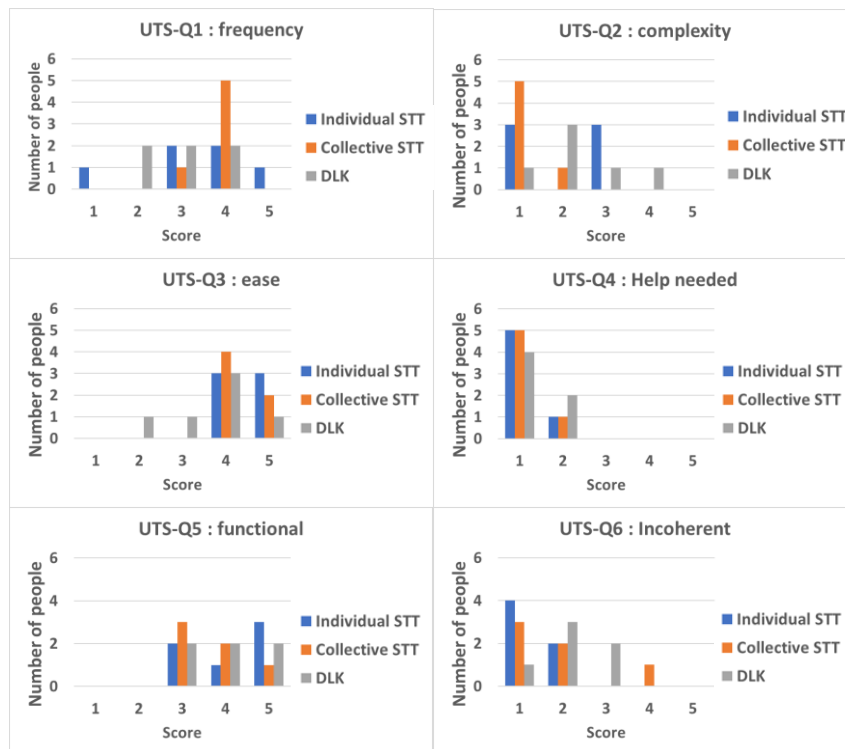 UTS-Q1 : frequency
Number of people
6
5
4
3
2
1
0
1 2 3 4 5
Score
Individual STT
Collective STT
DLK
UTS-Q2 : complexity
Number of people
6
5
4
3
2
1
0
1 2 3 4 5
Score
Individual STT
Collective STT
DLK
UTS-Q3 : ease
Number of people
6
5
4
3
2
1
0
1 2 3 4 5
Score
Individual STT
Collective STT
DLK
UTS-Q4 : Help needed
Number of people
6
5
4
3
2
1
0
1 2 3 4 5
Score
Individual STT
Collective STT
DLK
UTS-Q5 : functional
Number of people
6
4
2
0
1 2 3 4 5
Score
Individual STT
Collective STT
DLK
UTS-Q6 : Incoherent
Number of people
6
4
2
0
1 2 3 4 5
Score
Individual STT
Collective STT
DLK